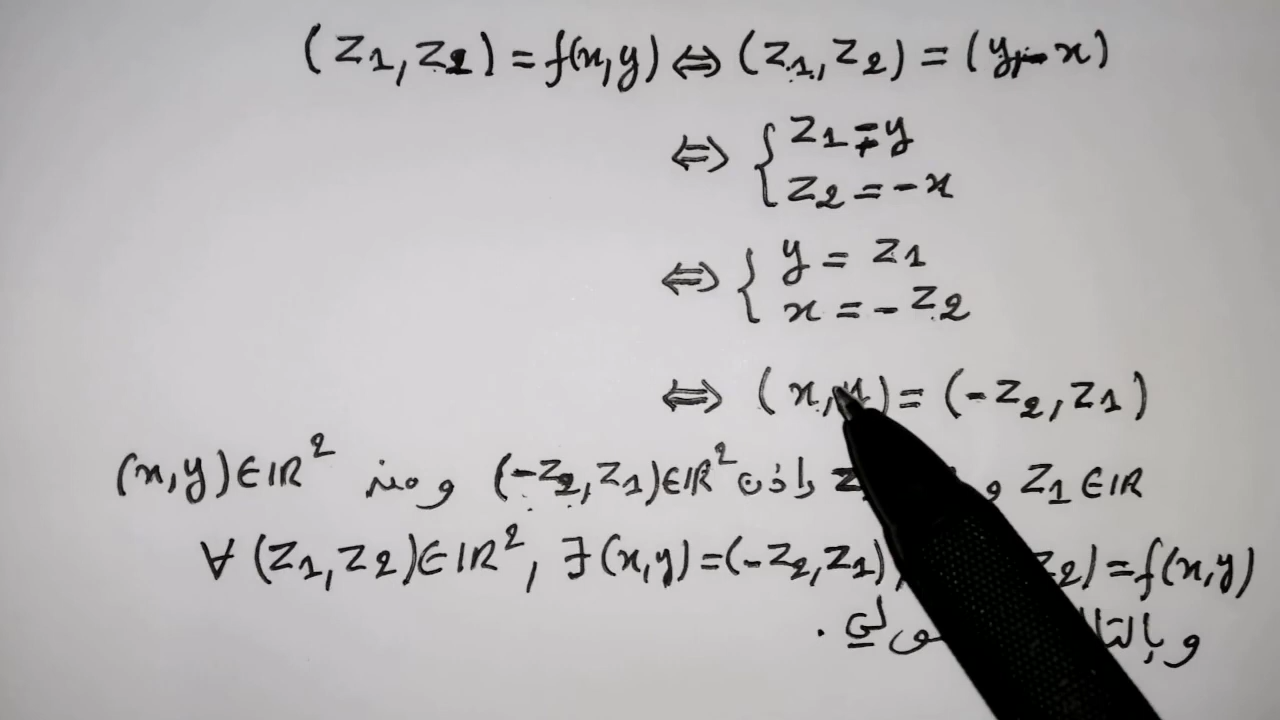 (Z1,Z2)=f(x,y)⇔(Z1,Z2)=(y,-x)
⇔ { Z1=y
Z2=-x
⇔ { y=Z1
x=-Z2
⇔ (x,y)=(-Z2,Z1)
Z1∈IR و إذن (-Z2,Z1)∈IR² ومنه (x,y)∈IR²
∀(Z1,Z2)∈IR², ∃(x,y)=(-Z2,Z1) Z2)=f(x,y)